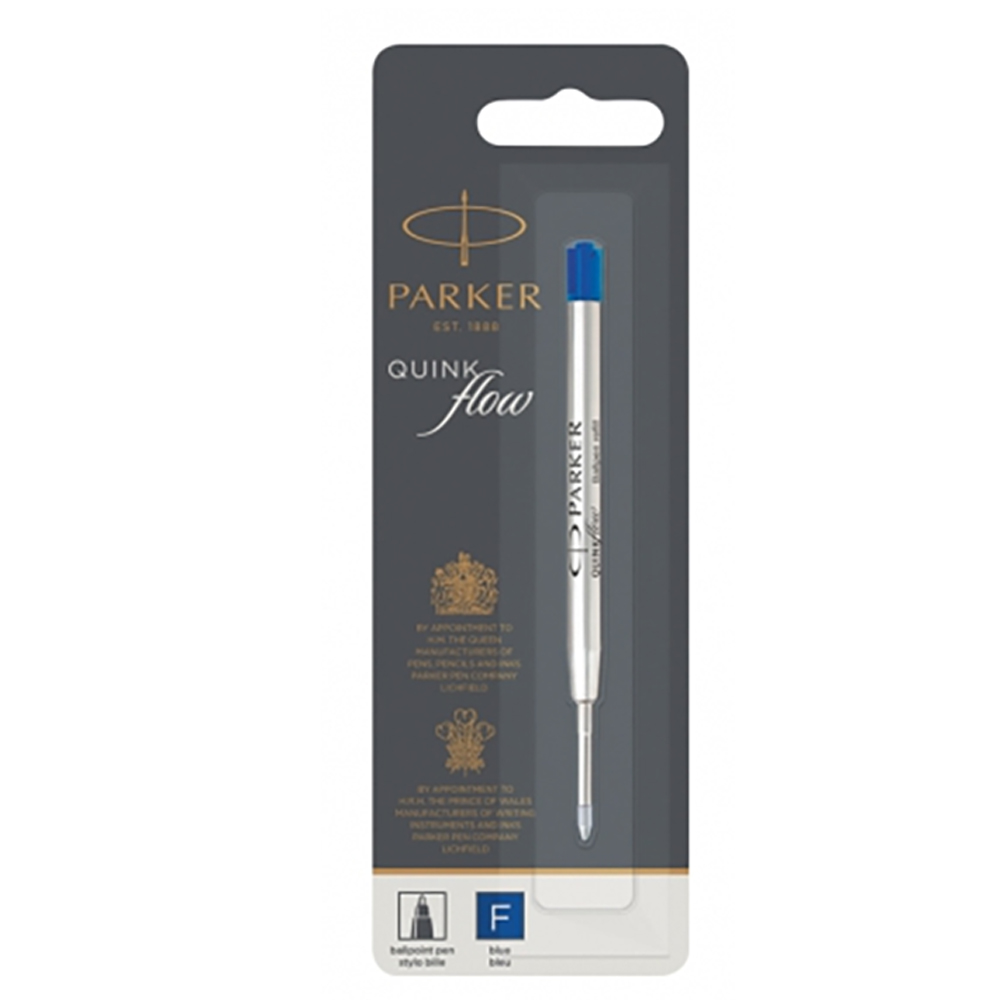 PARKER
EST. 1888
QUINK
flow
PARKER
QUINKflow
Ballpen refill
BY APPOINTMENT TO
H.M. THE QUEEN
MANUFACTURERS OF
PENS, PENCILS AND INKS
PARKER PEN COMPANY
LICHFIELD
BY APPOINTMENT TO
H.R.H. THE PRINCE OF WALES
MANUFACTURERS OF WRITING
INSTRUMENTS AND INKS
PARKER PEN COMPANY
LICHFIELD
F
ballpoint pen
stylo bille
blue
bleu